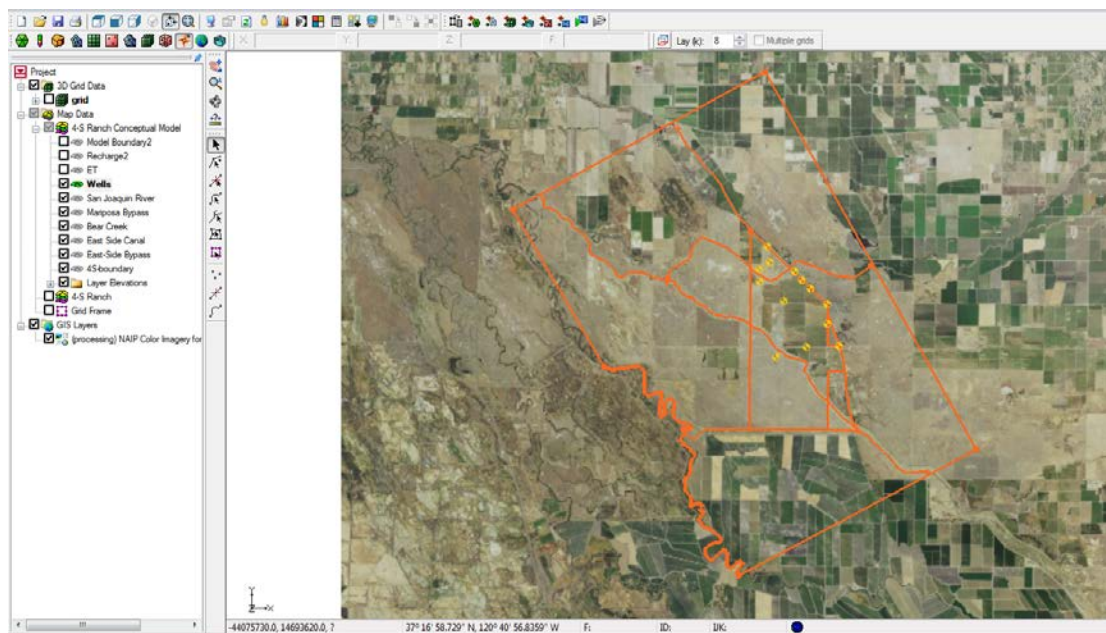 X: Y: Z: F: Lay (k): 8 Multiple grids
Project
3D Grid Data
grid
Map Data
4-S Ranch Conceptual Model
Model Boundary2
Recharge2
ET
Wells
San Joaquin River
Mariposa Bypass
Bear Creek
East Side Canal
East-Side Bypass
4S-boundary
Layer Elevations
4-S Ranch
Grid Frame
GIS Layers
(processing) NAIP Color Imagery for
Y
Z X
-44075730.0, 14693620.0, ? 37º 16' 58.729" N, 120º 40' 56.8359" W F: ID: I/K: